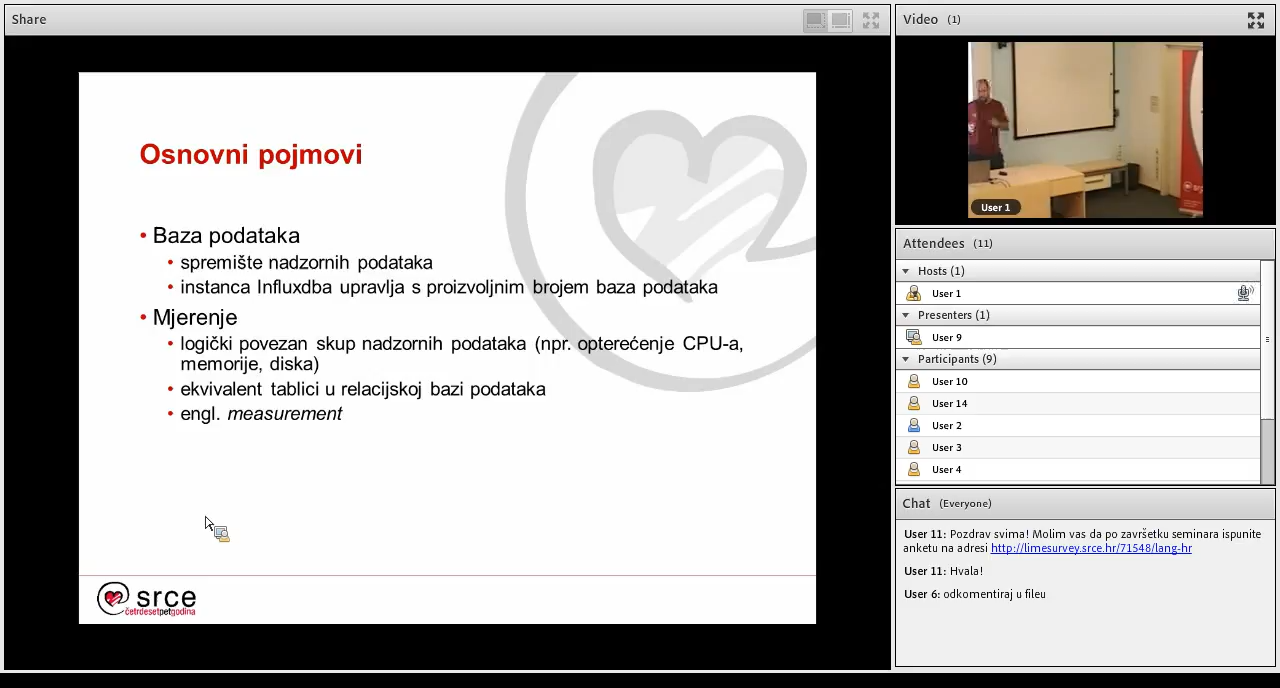 Share
Osnovni pojmovi
• Baza podataka
• spremište nadzornih podataka
• instanca Influxdba upravlja s proizvoljnim brojem baza podataka
• Mjerenje
• logički povezan skup nadzornih podataka (npr. opterećenje CPU-a,
memorije, diska)
• ekvivalent tablici u relacijskoj bazi podataka
• engl. measurement
srce
četrdesetpetgodina
Video (1)
User 1
Attendees (11)
Hosts (1)
User 1
Presenters (1)
User 9
Participants (9)
User 10
User 14
User 2
User 3
User 4
Chat (Everyone)
User 11: Pozdrav svima! Molim vas da po završetku seminara ispunite
anketu na adresi http://limesurvey.srce.hr/71548/lang-hr
User 11: Hvala!
User 6: odkomentiraj u fileu